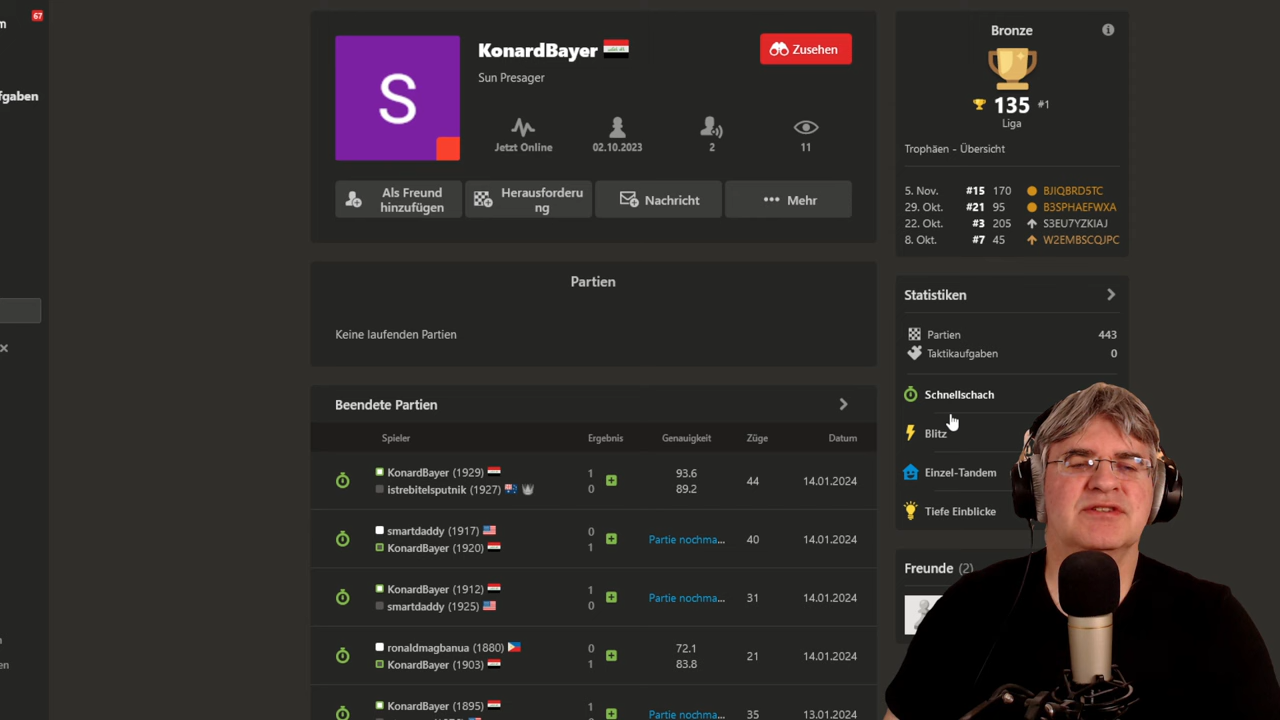 m
67
fgaben
n
en
S
KonardBayer
Sun Presager
Zusehen
Jetzt Online
02.10.2023
2
11
Als Freund hinzufügen
Herausforderu
ng
Nachricht
Mehr
Partien
Keine laufenden Partien
Beendete Partien
Spieler Ergebnis Genauigkeit Züge Datum
KonardBayer (1929) 1 93.6
istrebitelsputnik (1927) 0 89.2
44 14.01.2024
smartdaddy (1917) 0
KonardBayer (1920) 1
Partie nochma... 40 14.01.2024
KonardBayer (1912) 1
smartdaddy (1925) 0
Partie nochma... 31 14.01.2024
ronaldmagbanua (1880) 0 72.1
KonardBayer (1903) 1 83.8
21 14.01.2024
KonardBayer (1895) 1
Partie nochma... 35 13.01.2024
Bronze
135 #1
Liga
Trophäen - Übersicht
5. Nov. #15 170 BJIQBRD5TC
29. Okt. #21 95 B3SPHAEFWXA
22. Okt. #3 205 S3EU7YZKIAJ
8. Okt. #7 45 W2EMBSCQJPC
Statistiken
Partien 443
Taktikaufgaben 0
Schnellschach
Blitz
Einzel-Tandem
Tiefe Einblicke
Freunde (2)